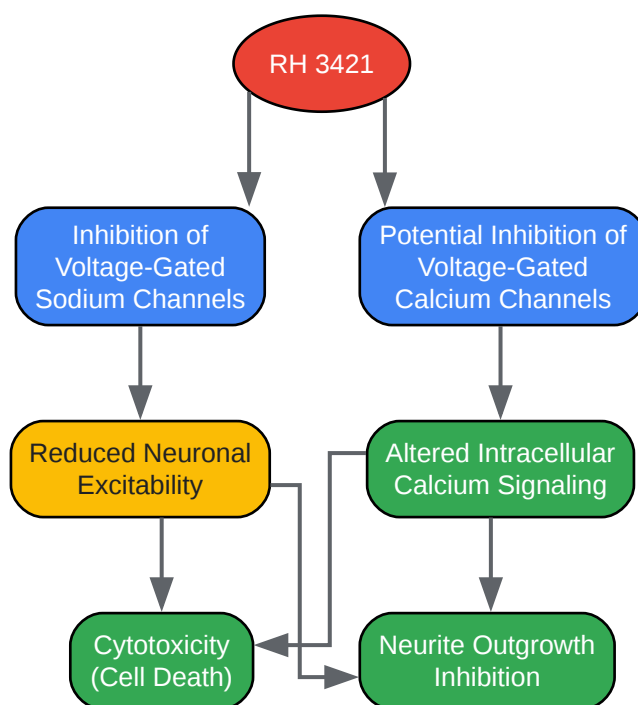 RH 3421
Inhibition of
Voltage-Gated
Sodium Channels
Potential Inhibition of
Voltage-Gated
Calcium Channels
Reduced Neuronal
Excitability
Altered Intracellular
Calcium Signaling
Cytotoxicity
(Cell Death)
Neurite Outgrowth
Inhibition